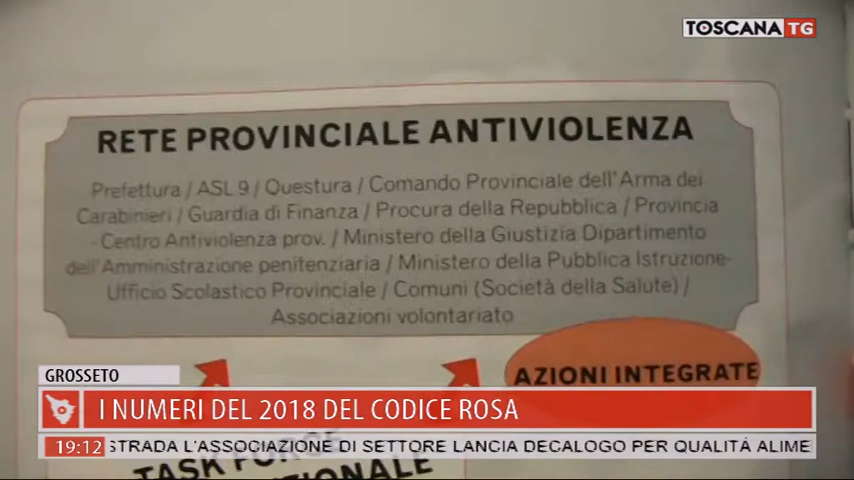 TOSCANA TG
RETE PROVINCIALE ANTIVIOLENZA
Prefettura / ASL 9 / Questura / Comando Provinciale dell'Arma dei
Carabinieri / Guardia di Finanza / Procura della Repubblica / Provincia
- Centro Antiviolenza prov. / Ministero della Giustizia Dipartimento
dell'Amministrazione penitenziaria / Ministero della Pubblica Istruzione-
Ufficio Scolastico Provinciale / Comuni (Società della Salute) /
Associazioni volontariato
AZIONI INTEGRATE
GROSSETO
I NUMERI DEL 2018 DEL CODICE ROSA
19:12 STRADA L'ASSOCIAZIONE DI SETTORE LANCIA DECALOGO PER QUALITÀ ALIME
TASK FORCE